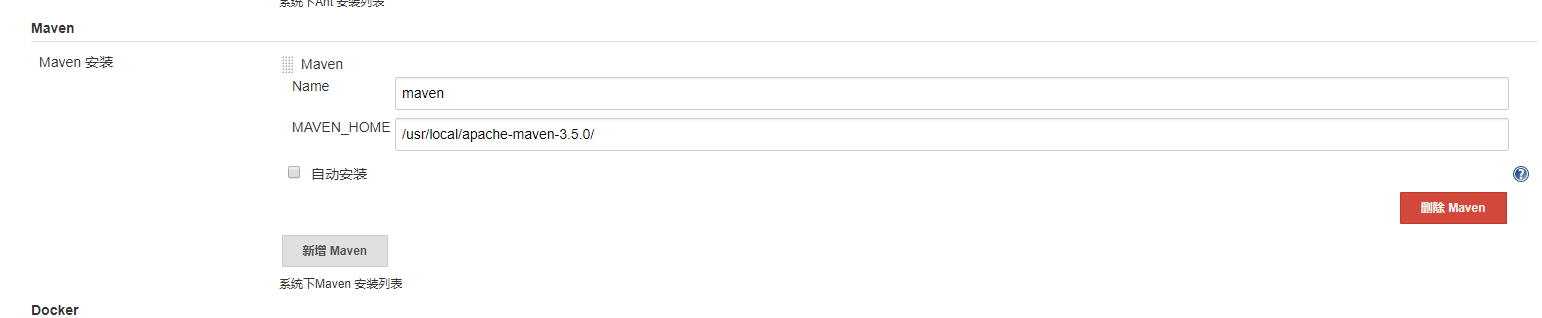 系统下Ant 安装列表
Maven
Maven 安装
Maven
Name
maven
MAVEN_HOME
/usr/local/apache-maven-3.5.0/
自动安装
?
删除 Maven
新增 Maven
系统下Maven 安装列表
Docker